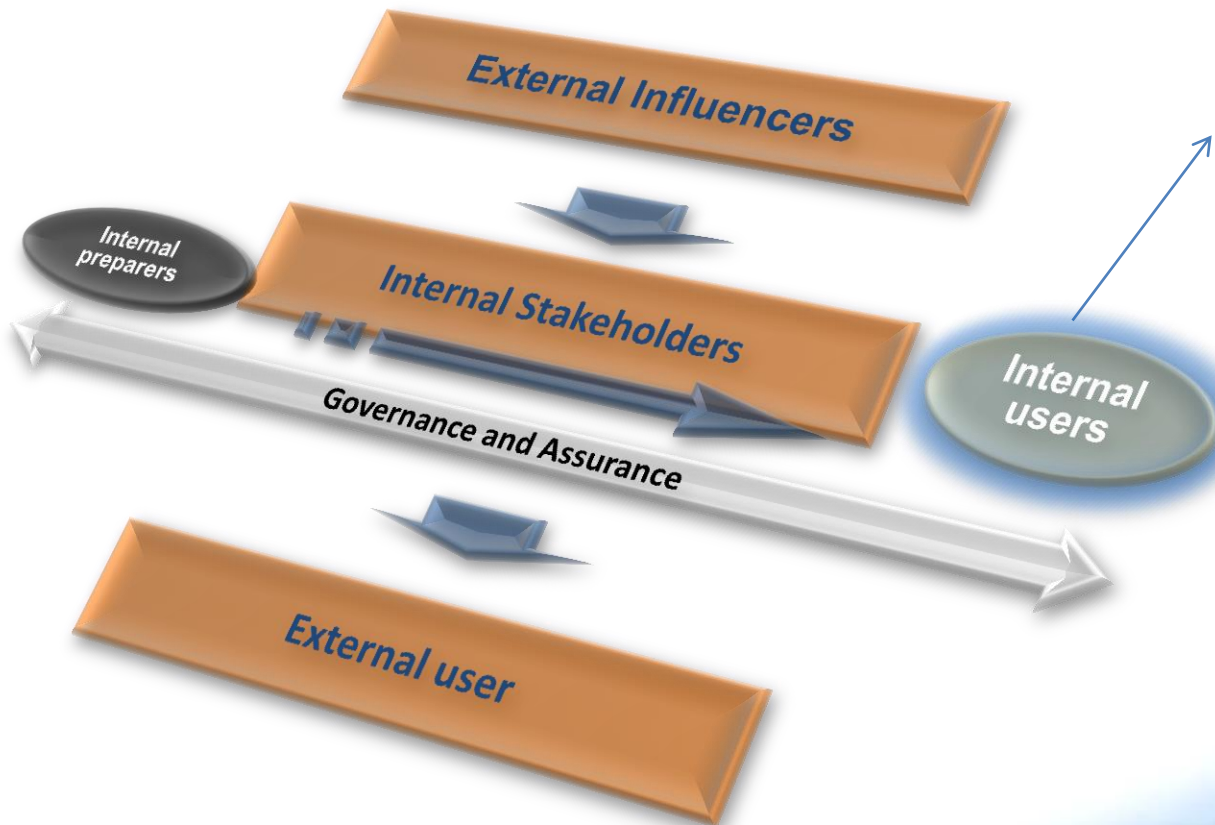 External Influencers
Internal
preparers
Internal Stakeholders
Internal
users
Governance and Assurance
External user